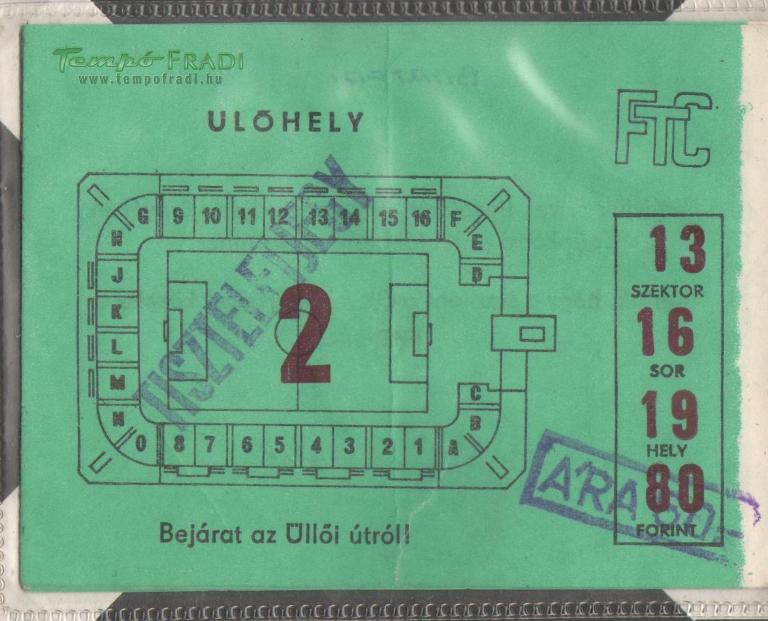 Tempó FRADI
www.tempofradi.hu
ULŐHELY
FTC
TISZTELETJEGY
G 9 10 11 12 13 14 15 16 F
H E
J D
K
L
M C
N B
O 8 7 6 5 4 3 2 1 A
2
13
SZEKTOR
16
SOR
19
HELY
80
FORINT
ÁRA
Bejárat az Üllői útról!